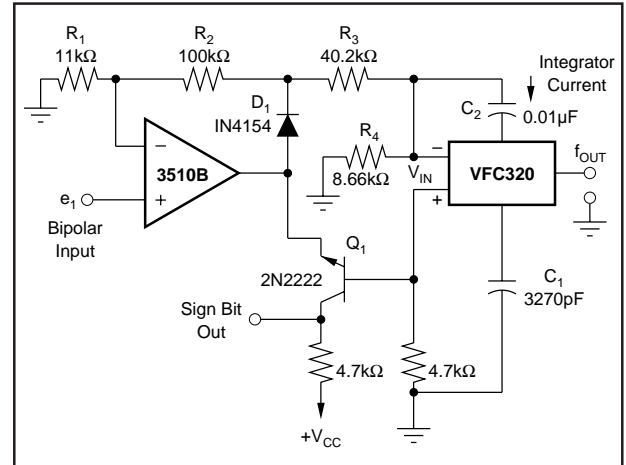 R1
11kΩ
R2
100kΩ
R3
40.2kΩ
Integrator
Current
D1
IN4154
C2
0.01µF
R4
8.66kΩ
–
3510B
+
e1
Bipolar
Input
VIN
–
VFC320
+
fOUT
Q1
2N2222
C1
3270pF
Sign Bit
Out
4.7kΩ
4.7kΩ
+VCC